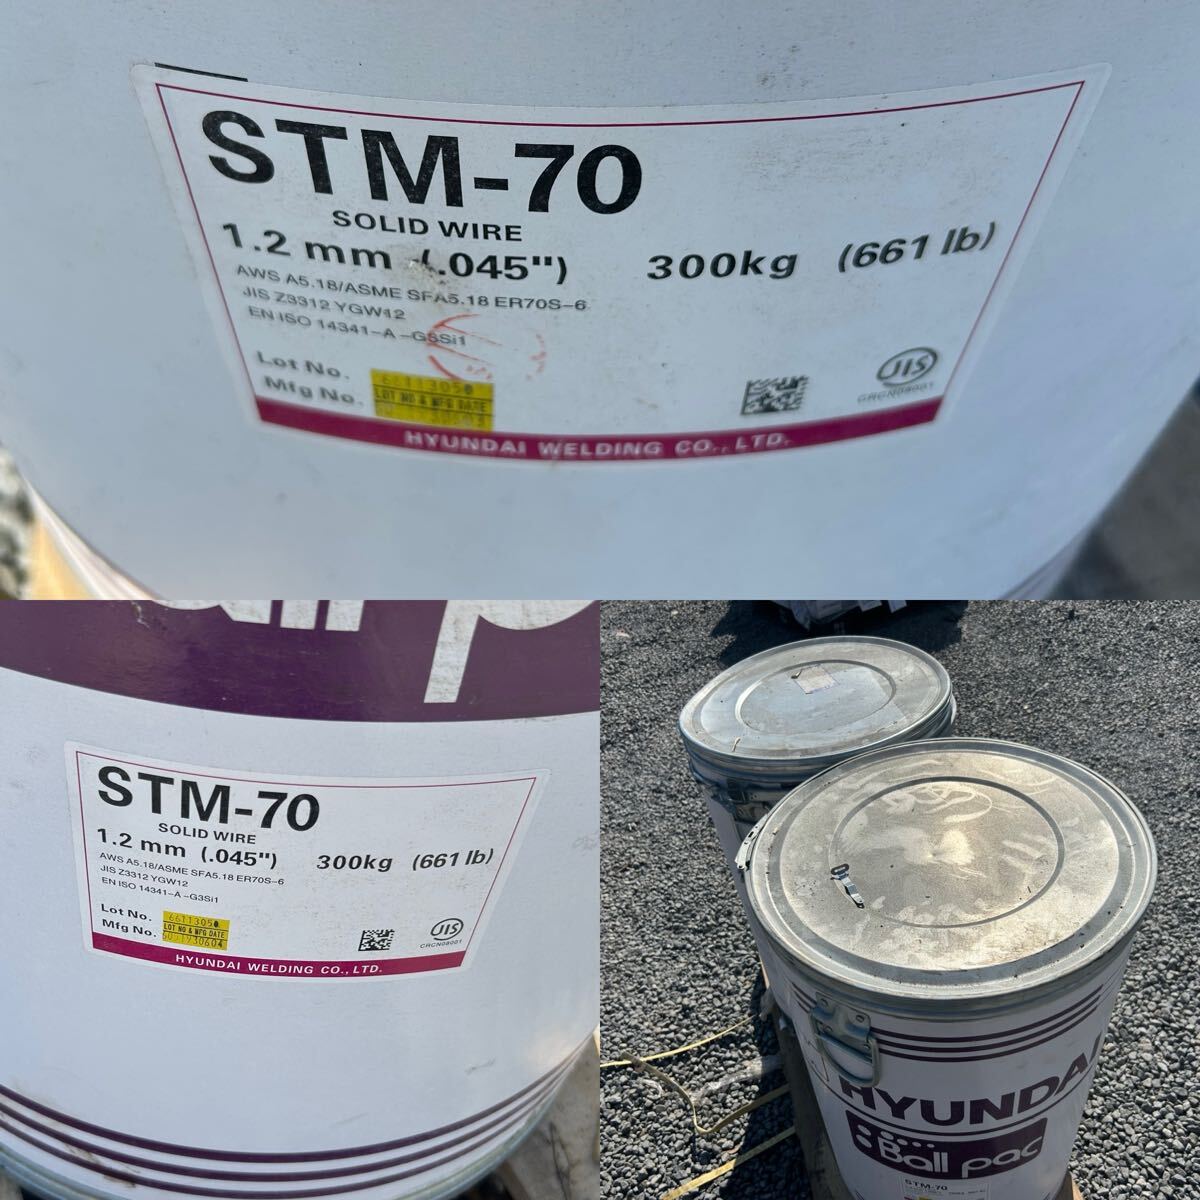 STM-70
SOLID WIRE
1.2 mm (.045") 300kg (661 lb)
AWS A5.18/ASME SFA5.18 ER70S-6
JIS Z3312 YGW12
EN ISO 14341-A-G3Si1
Lot No. 66113050
LOT NO & MFG DATE
Mfg No.
JIS
CRCN08001
HYUNDAI WELDING CO., LTD.
STM-70
SOLID WIRE
1.2 mm (.045") 300kg (661 lb)
AWS A5.18/ASME SFA5.18 ER70S-6
JIS Z3312 YGW12
EN ISO 14341-A-G3Si1
Lot No. 66113050
LOT NO & MFG DATE
Mfg No.
JIS
CRCN08001
HYUNDAI WELDING CO., LTD.
HYUNDAI
Ball pac
STM-70